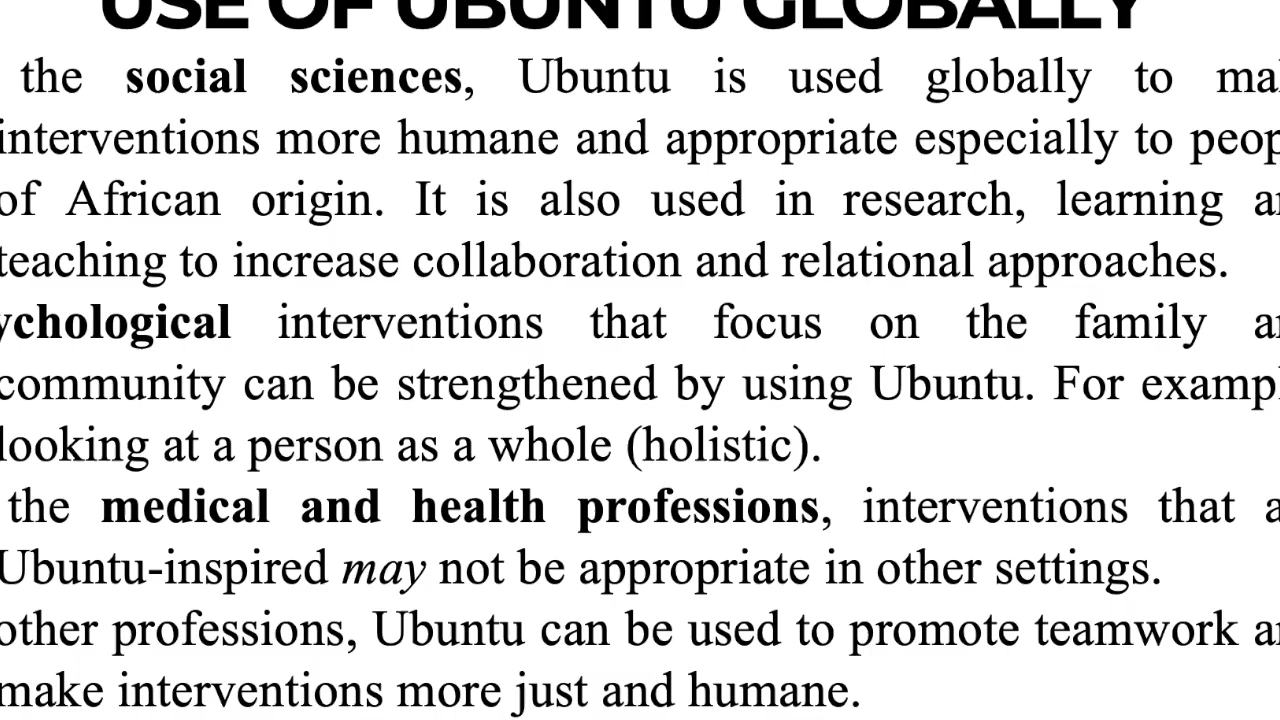 USE OF UBUNTU GLOBALLY
the social sciences, Ubuntu is used globally to
interventions more humane and appropriate especially to
of African origin. It is also used in research, learning
teaching to increase collaboration and relational approaches.
interventions that focus on the family
community can be strengthened by using Ubuntu. For
looking at a person as a whole (holistic).
the medical and health professions, interventions that
Ubuntu-inspired may not be appropriate in other settings.
other professions, Ubuntu can be used to promote teamwork
make interventions more just and humane.